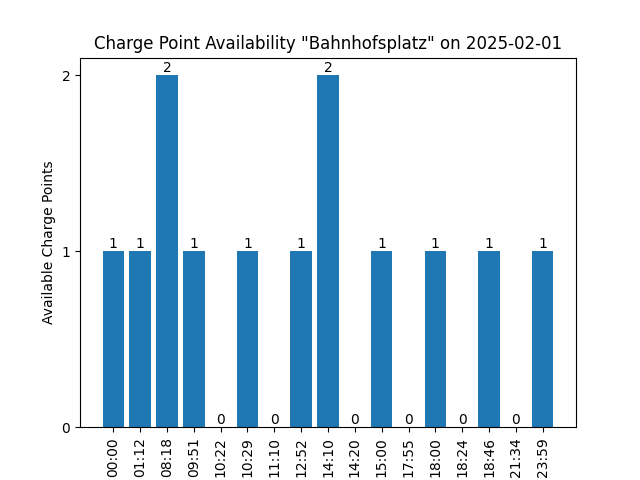 Charge Point Availability "Bahnhofsplatz" on 2025-02-01
Available Charge Points
2
1
0
1 1 2 1 0 1 0 1 2 0 1 0 1 0 1 0 1
00:00 01:12 08:18 09:51 10:22 10:29 11:10 12:52 14:10 14:20 15:00 17:55 18:00 18:24 18:46 21:34 23:59